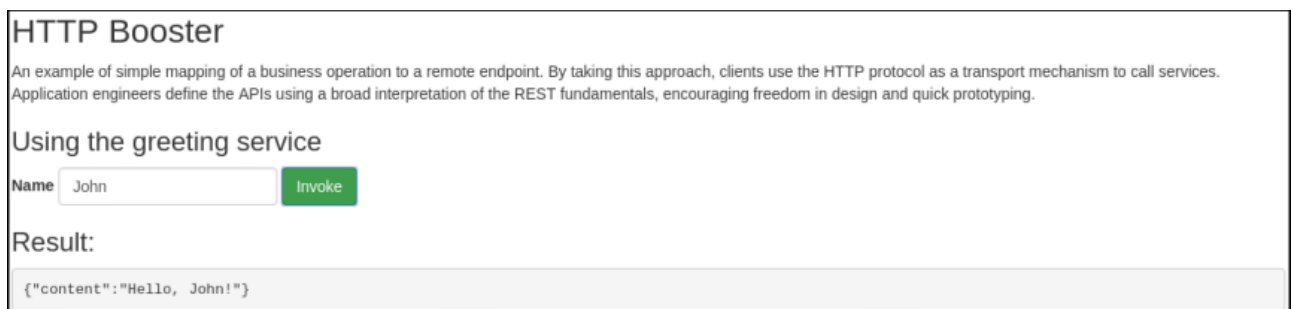 HTTP Booster
An example of simple mapping of a business operation to a remote endpoint. By taking this approach, clients use the HTTP protocol as a transport mechanism to call services.
Application engineers define the APIs using a broad interpretation of the REST fundamentals, encouraging freedom in design and quick prototyping.
Using the greeting service
Name John Invoke
Result:
{"content":"Hello, John!"}